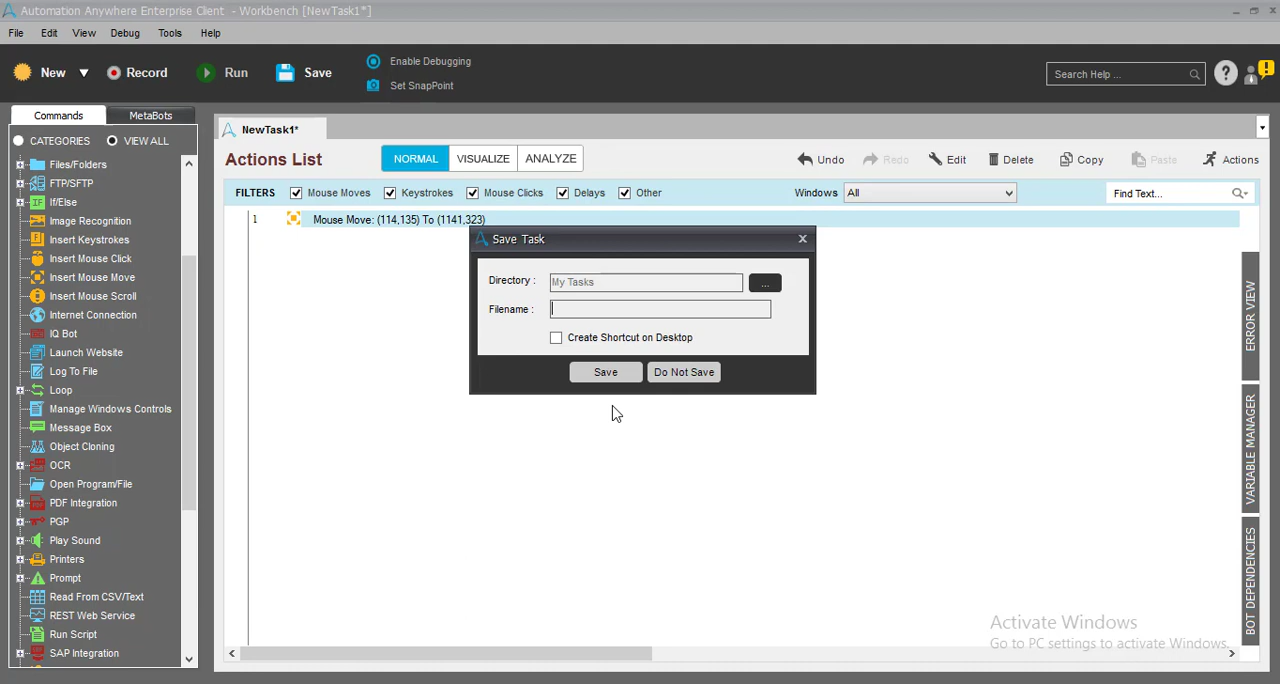 Automation Anywhere Enterprise Client - Workbench [NewTask1*]
File Edit View Debug Tools Help
New Record Run Save
Enable Debugging
Set SnapPoint
Search Help ...
Commands MetaBots
CATEGORIES VIEW ALL
Files/Folders
FTP/SFTP
If/Else
Image Recognition
Insert Keystrokes
Insert Mouse Click
Insert Mouse Move
Insert Mouse Scroll
Internet Connection
IQ Bot
Launch Website
Log To File
Loop
Manage Windows Controls
Message Box
Object Cloning
OCR
Open Program/File
PDF Integration
PGP
Play Sound
Printers
Prompt
Read From CSV/Text
REST Web Service
Run Script
SAP Integration
NewTask1*
Actions List NORMAL VISUALIZE ANALYZE Undo Redo Edit Delete Copy Paste Actions
FILTERS Mouse Moves Keystrokes Mouse Clicks Delays Other Windows All Find Text...
1 Mouse Move: (114,135) To (1141,323)
Save Task
Directory : My Tasks ...
Filename :
Create Shortcut on Desktop
Save Do Not Save
ERROR VIEW
VARIABLE MANAGER
BOT DEPENDENCIES
Activate Windows
Go to PC settings to activate Windows.